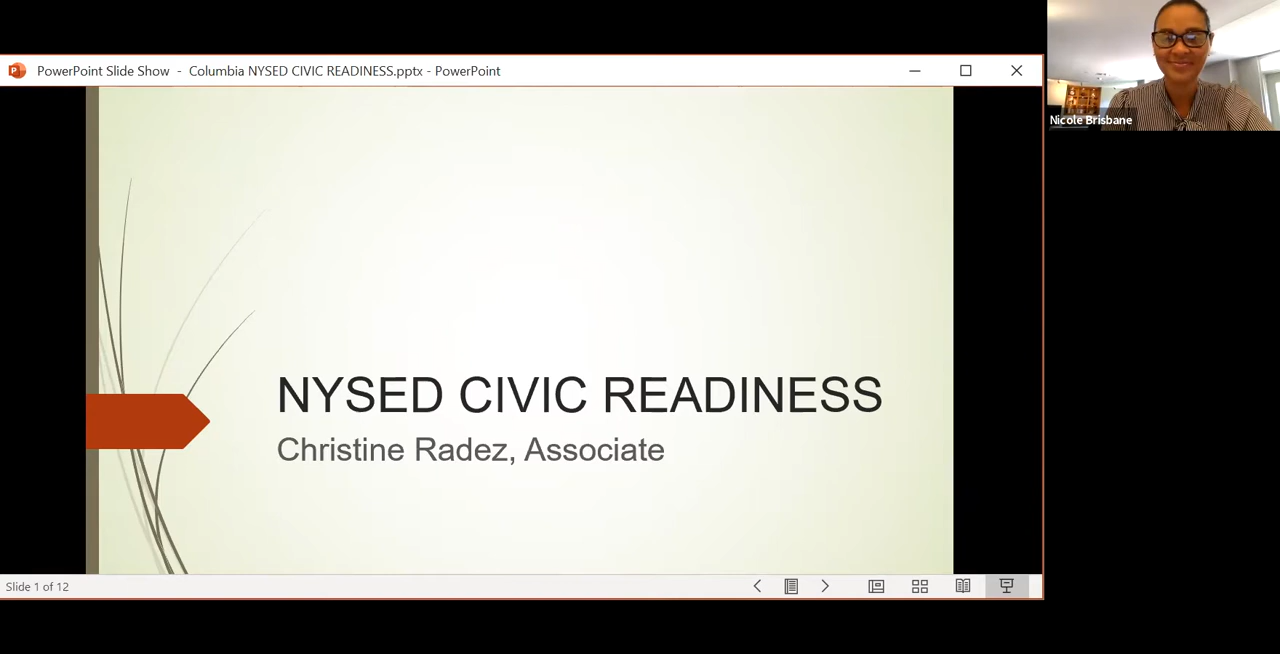 PowerPoint Slide Show - Columbia NYSED CIVIC READINESS.pptx - PowerPoint
Nicole Brisbane
NYSED CIVIC READINESS
Christine Radez, Associate
Slide 1 of 12